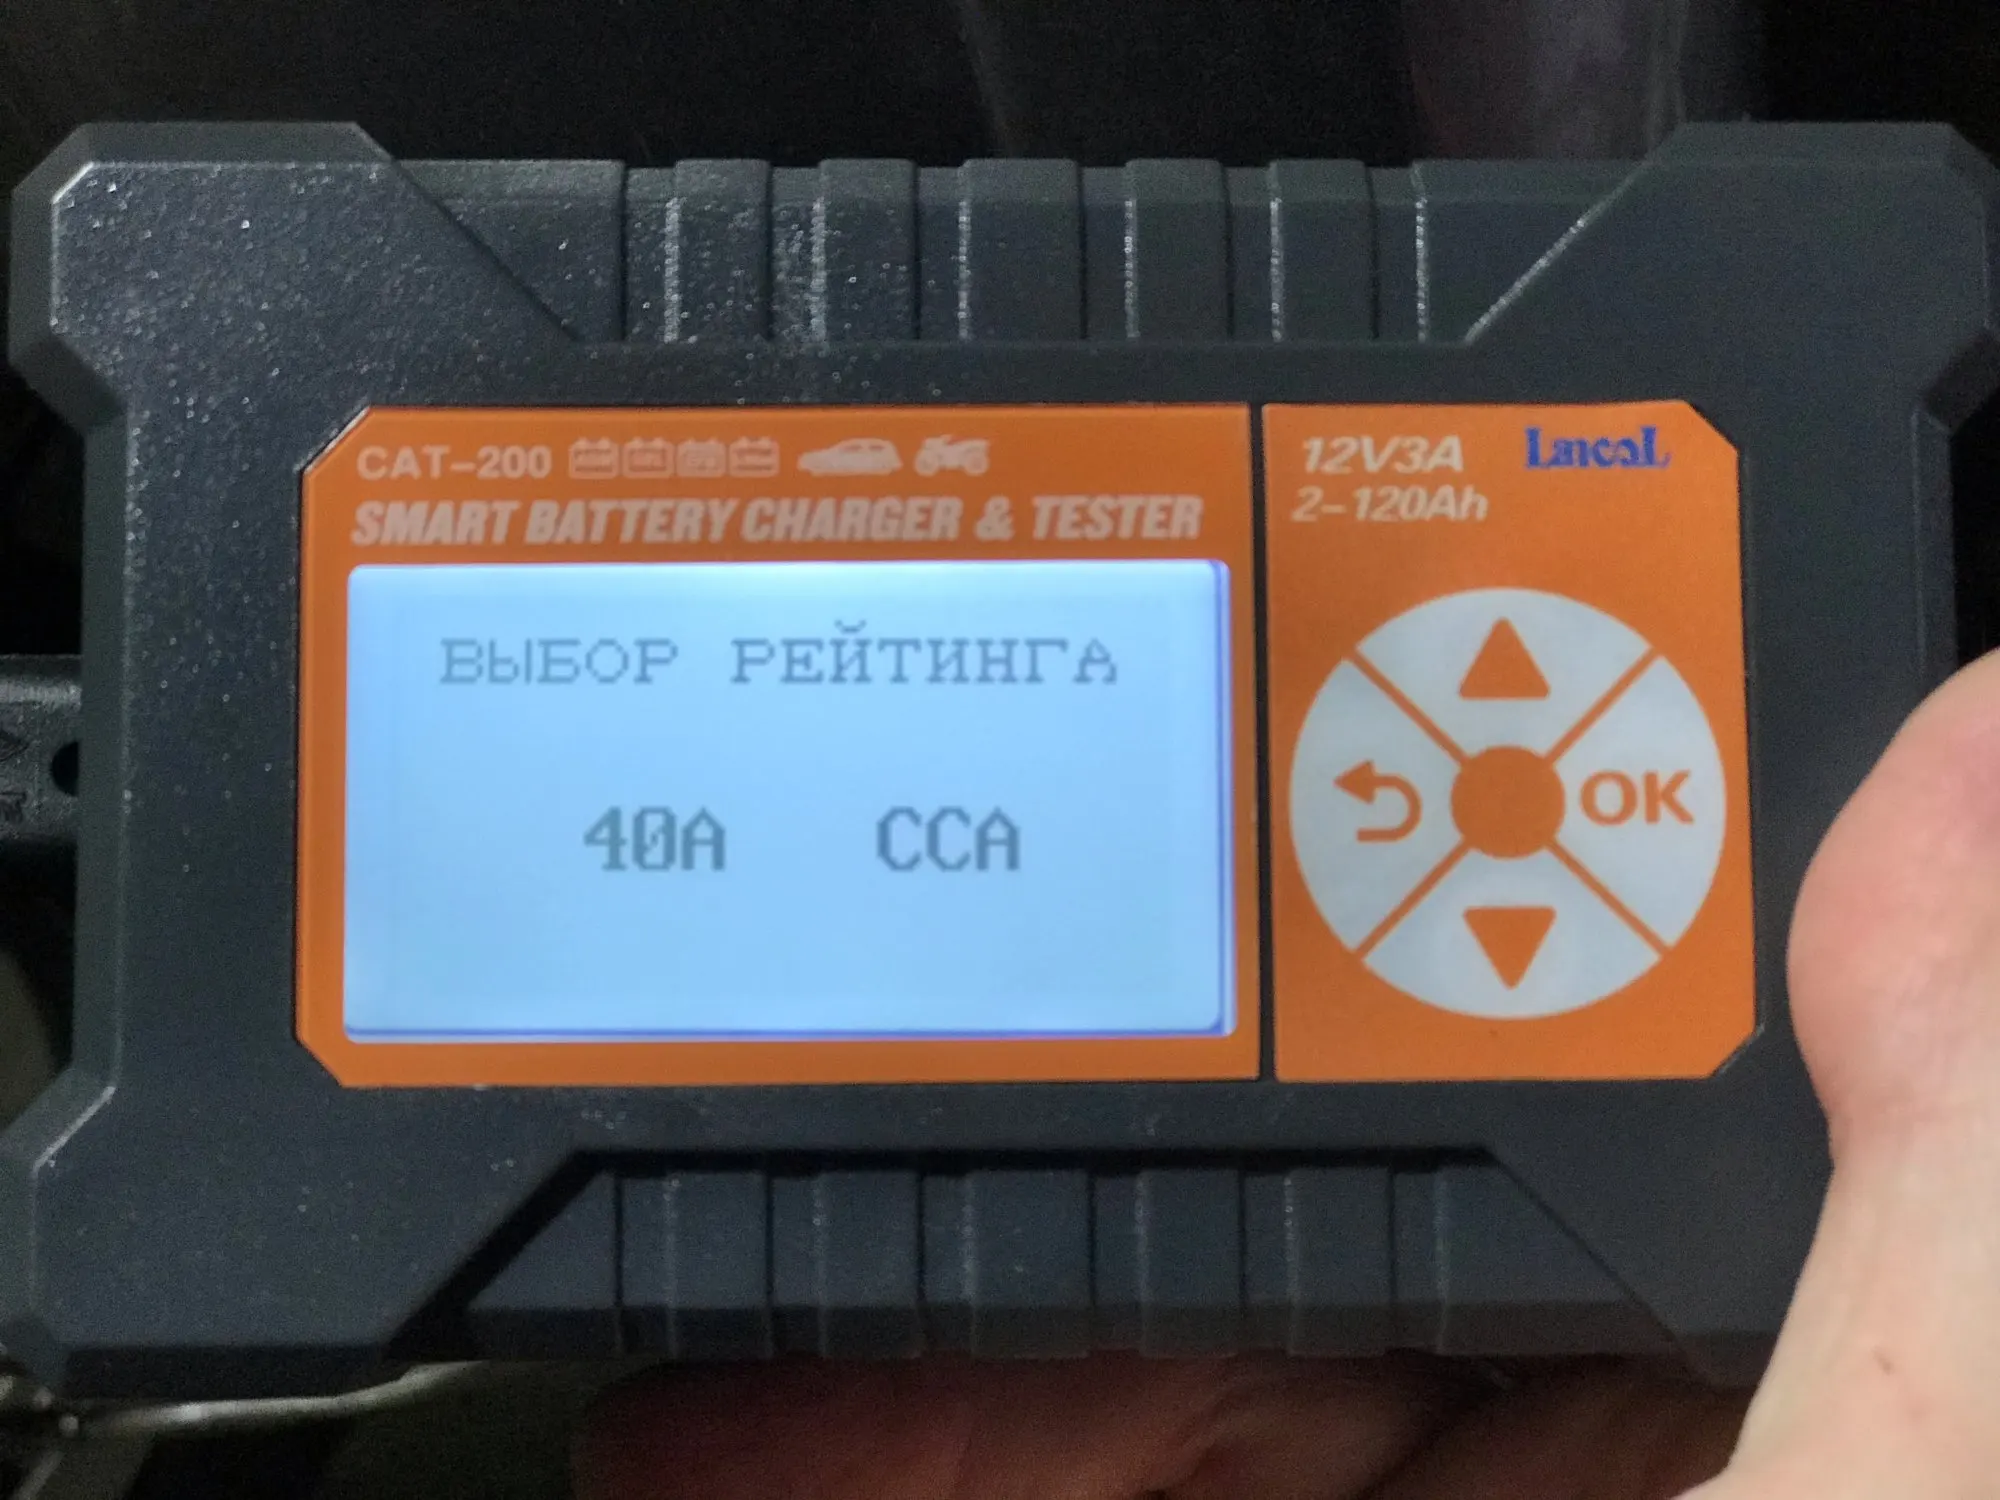 CAT-200
SMART BATTERY CHARGER & TESTER
ВЫБОР РЕЙТИНГА
40A CCA
12V3A LancoL
2-120Ah
OK